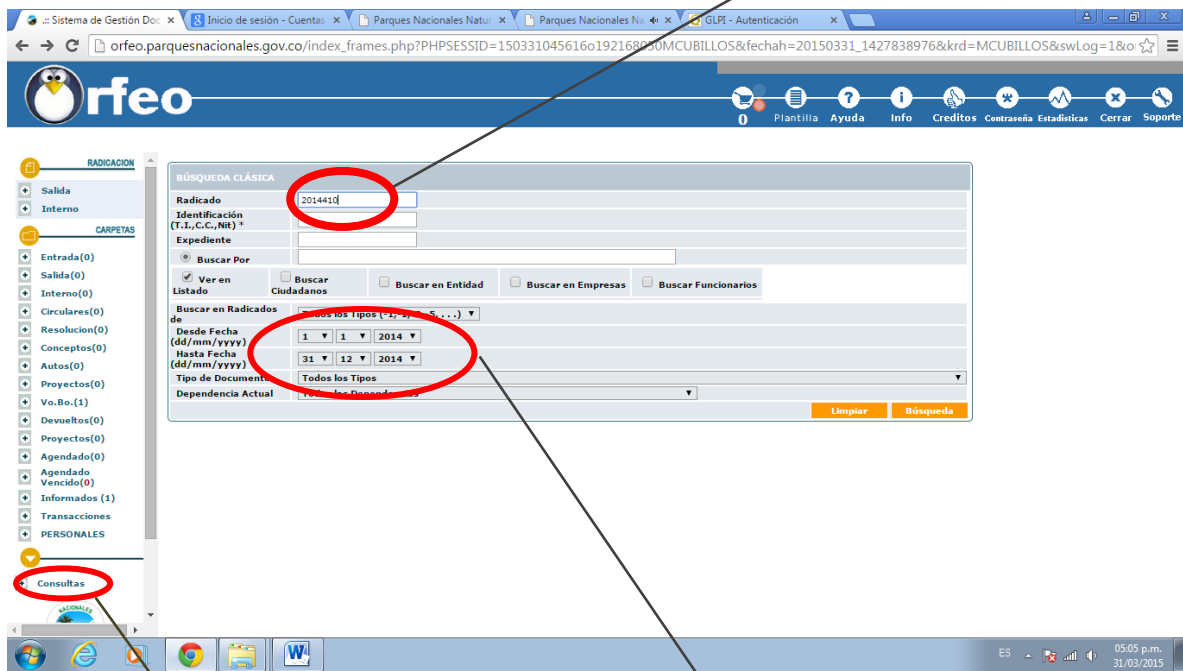 .:: Sistema de Gestión Doc
Inicio de sesión - Cuentas
Parques Nacionales Natur
Parques Nacionales Na
GLPI - Autenticación
orfeo.parquesnacionales.gov.co/index_frames.php?PHPSESSID=150331045616o192168050MCUBILLOS&fechah=20150331_1427838976&krd=MCUBILLOS&swLog=1&o
Orfeo
0 Plantilla Ayuda Info Creditos Contraseña Estadisticas Cerrar Soporte
RADICACION
Salida
Interno
CARPETAS
Entrada(0)
Salida(0)
Interno(0)
Circulares(0)
Resolucion(0)
Conceptos(0)
Autos(0)
Proyectos(0)
Vo.Bo.(1)
Devueltos(0)
Proyectos(0)
Agendado(0)
Agendado
Vencido(0)
Informados (1)
Transacciones
PERSONALES
Consultas
NACIONALES
BÚSQUEDA CLÁSICA
Radicado 2014410
Identificación
(T.I.,C.C.,Nit) *
Expediente
Buscar Por
Ver en
Listado
Buscar
Ciudadanos
Buscar en Entidad
Buscar en Empresas
Buscar Funcionarios
Buscar en Radicados
de
Todos los Tipos
Desde Fecha
(dd/mm/yyyy)
1 1 2014
Hasta Fecha
(dd/mm/yyyy)
31 12 2014
Tipo de Documento Todos los Tipos
Dependencia Actual
Limpiar Búsqueda
ES
05:05 p.m.
31/03/2015